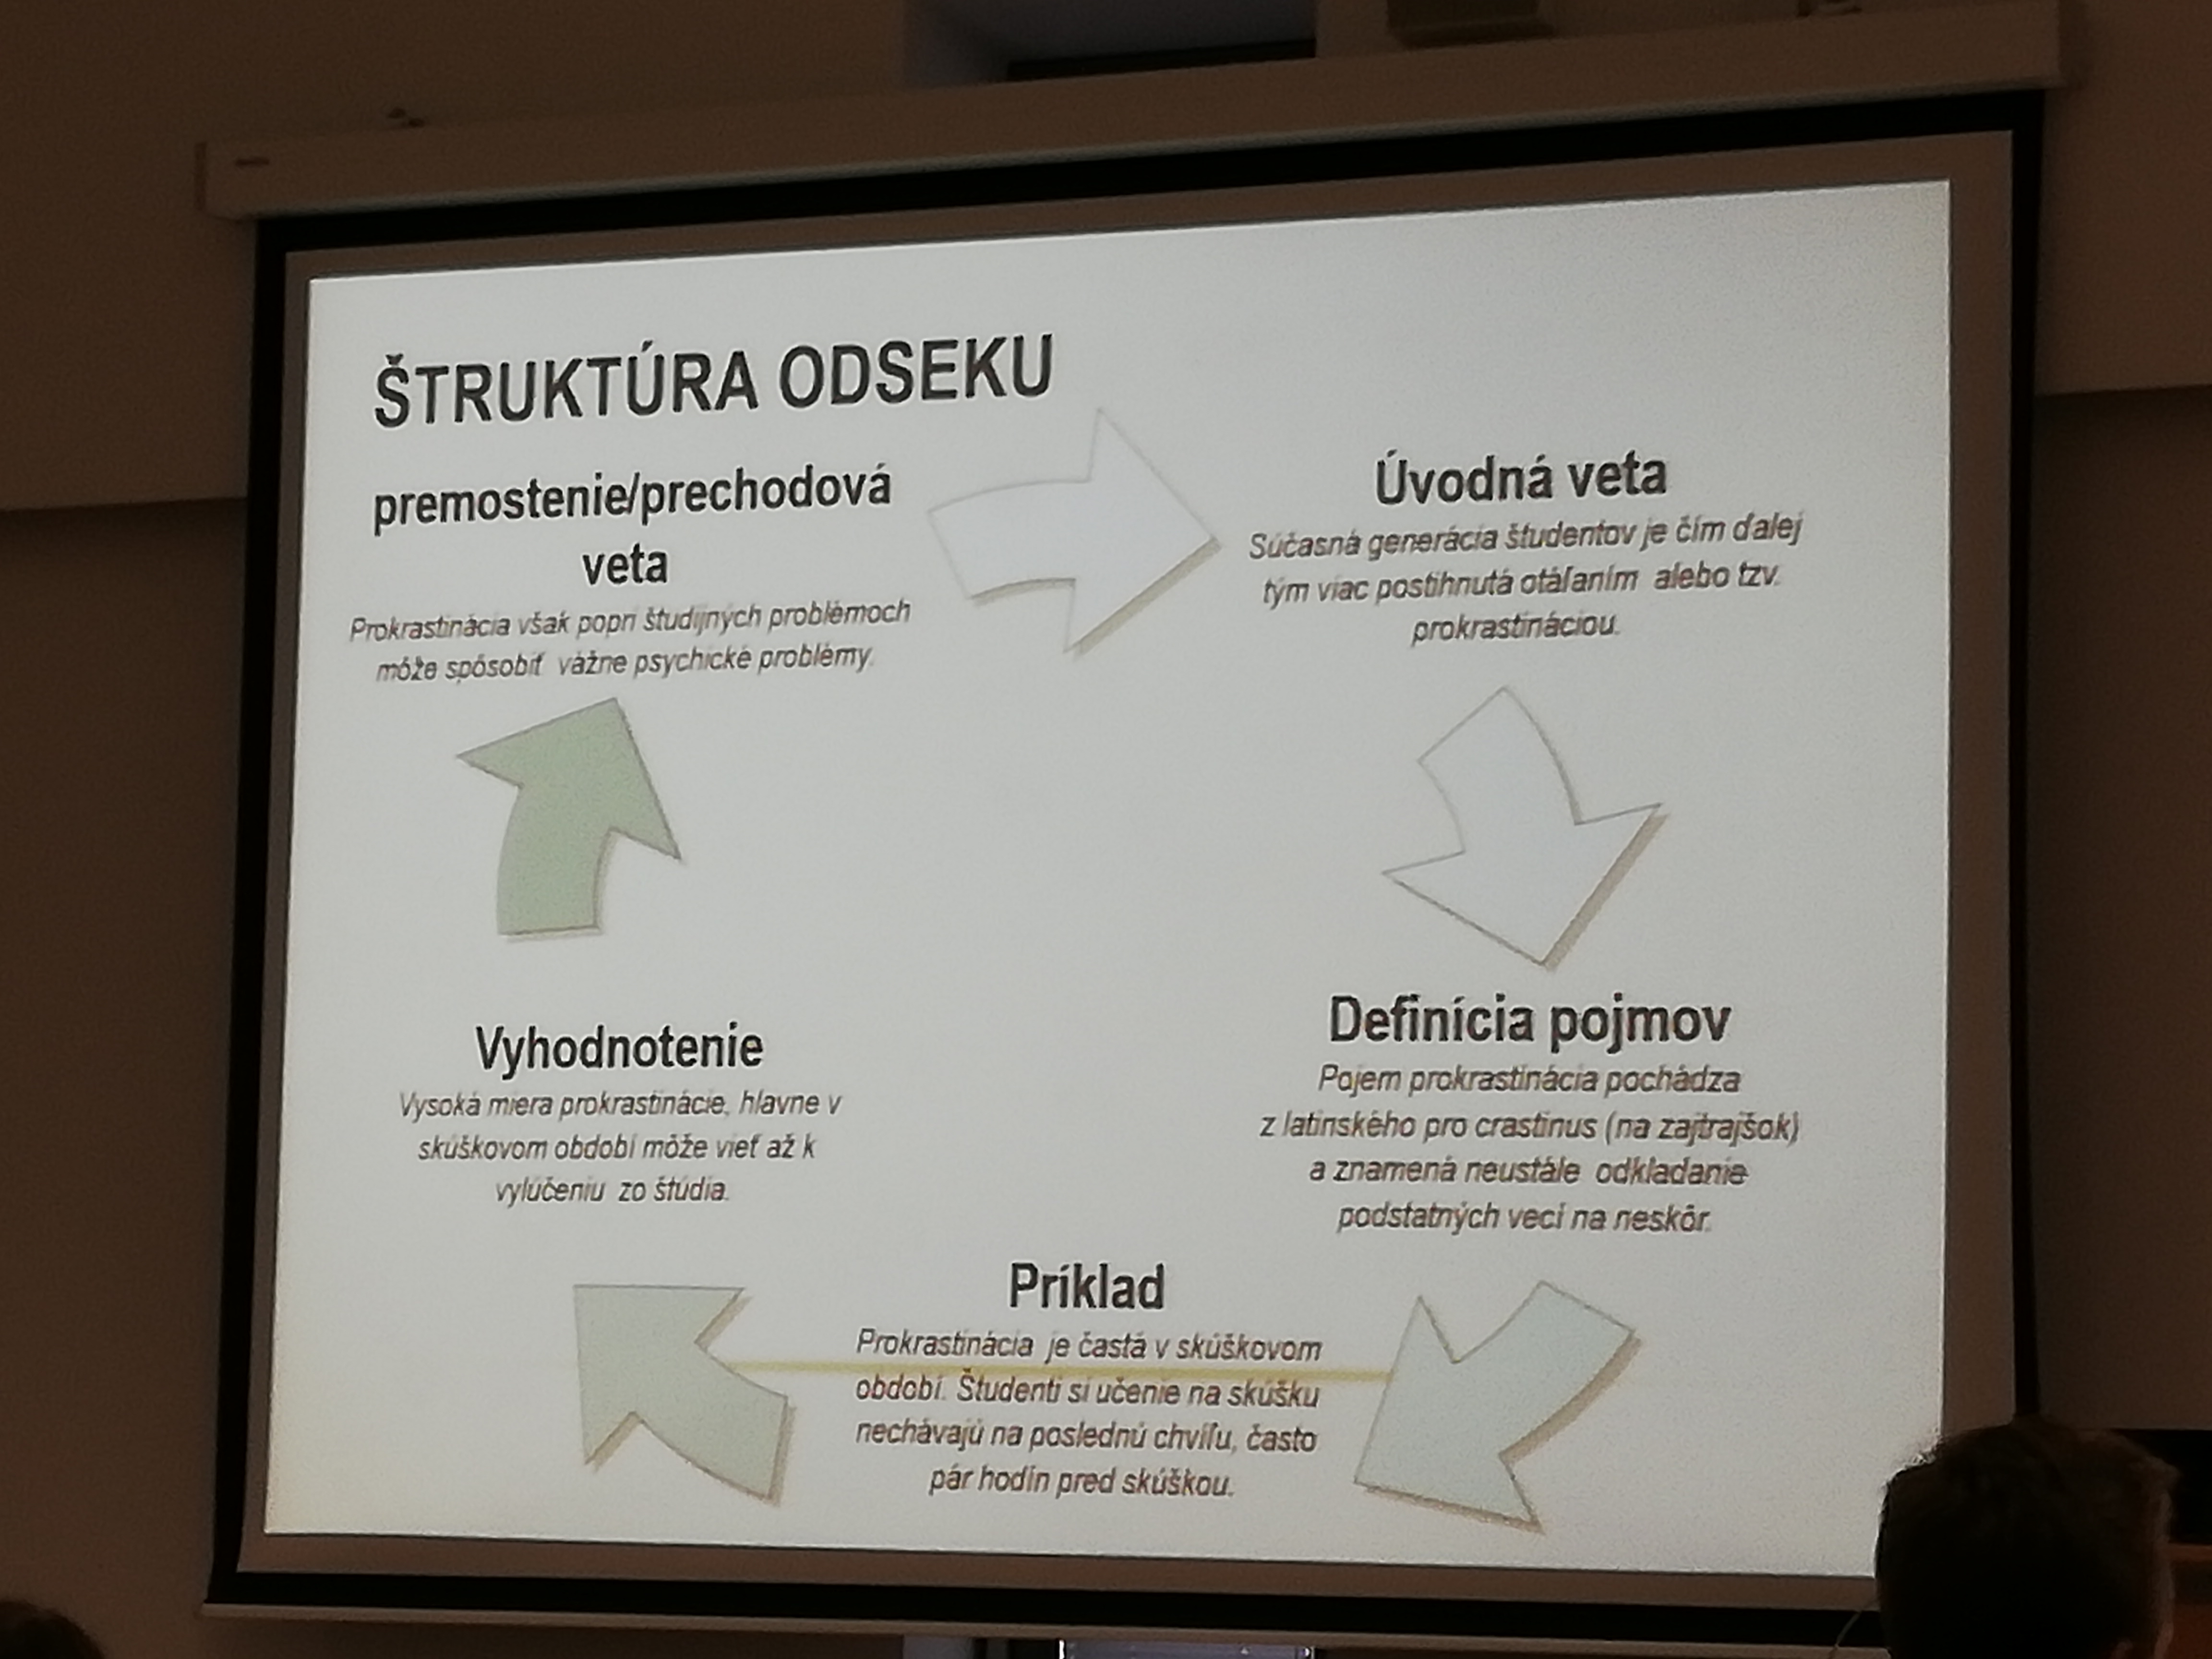 ŠTRUKTÚRA ODSEKU
premostenie/prechodová
veta
Prokrastinácia však popri študijných problémoch
môže spôsobiť vážne psychické problémy.
Úvodná veta
Súčasná generácia študentov je čím ďalej
tým viac postihnutá otáľaním alebo tzv.
prokrastináciou.
Definícia pojmov
Pojem prokrastinácia pochádza
z latinského pro crastinus (na zajtrajšok)
a znamená neustále odkladanie
podstatných vecí na neskôr.
Príklad
Prokrastinácia je častá v skúškovom
období. Študenti si učenie na skúšku
nechávajú na poslednú chvíľu, často
pár hodín pred skúškou.
Vyhodnotenie
Vysoká miera prokrastinácie, hlavne v
skúškovom období môže vieť až k
vylúčeniu zo štúdia.